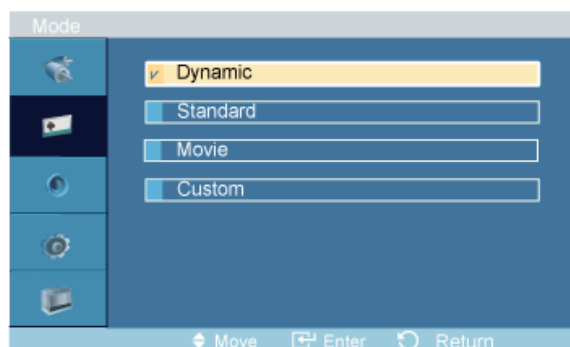 Mode
Dynamic
Standard
Movie
Custom
Move Enter Return